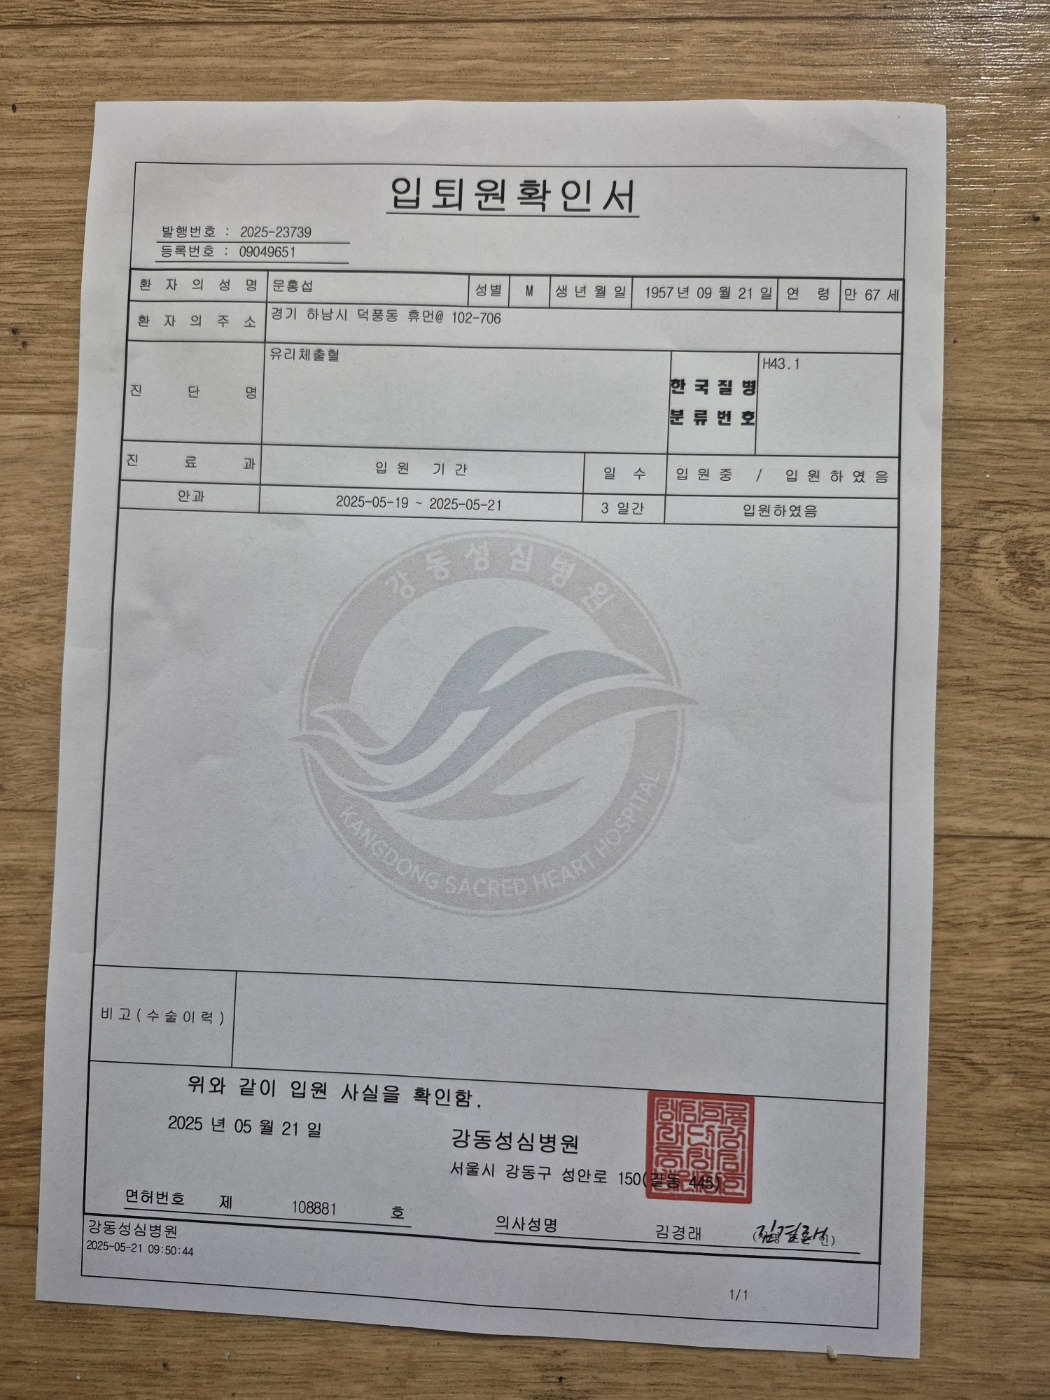 입퇴원확인서
발행번호 : 2025-23739
등록번호 : 09049651
환자의성명 문홍섭 성별 M 생년월일 1957년 09월 21일 연령 만 67 세
환자의주소 경기 하남시 덕풍동 휴먼@ 102-706
진단명 유리체출혈 한국질병 분류번호 H43.1
진료과 입원 기간 일수 입원중 / 입원하였음
안과 2025-05-19 ~ 2025-05-21 3 일간 입원하였음
강동성심병원
KANGDONG SACRED HEART HOSPITAL
비고(수술이력)
위와 같이 입원 사실을 확인함.
2025 년 05 월 21 일
강동성심병원
서울시 강동구 성안로 150(길동 445)
면허번호 제 108881 호
의사성명 김경래 김경래
강동성심병원
2025-05-21 09:50:44
1/1